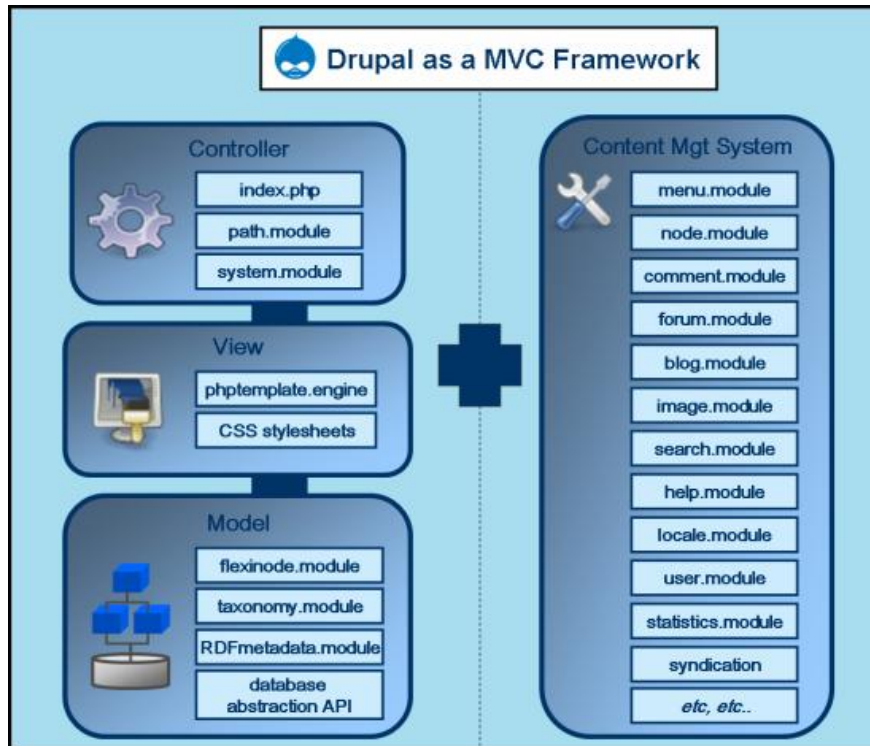 Drupal as a MVC Framework
Controller
index.php
path.module
system.module
View
phptemplate.engine
CSS stylesheets
Model
flexinode.module
taxonomy.module
RDFmetadata.module
database
abstraction API
Content Mgt System
menu.module
node.module
comment.module
forum.module
blog.module
image.module
search.module
help.module
locale.module
user.module
statistics.module
syndication
etc, etc..